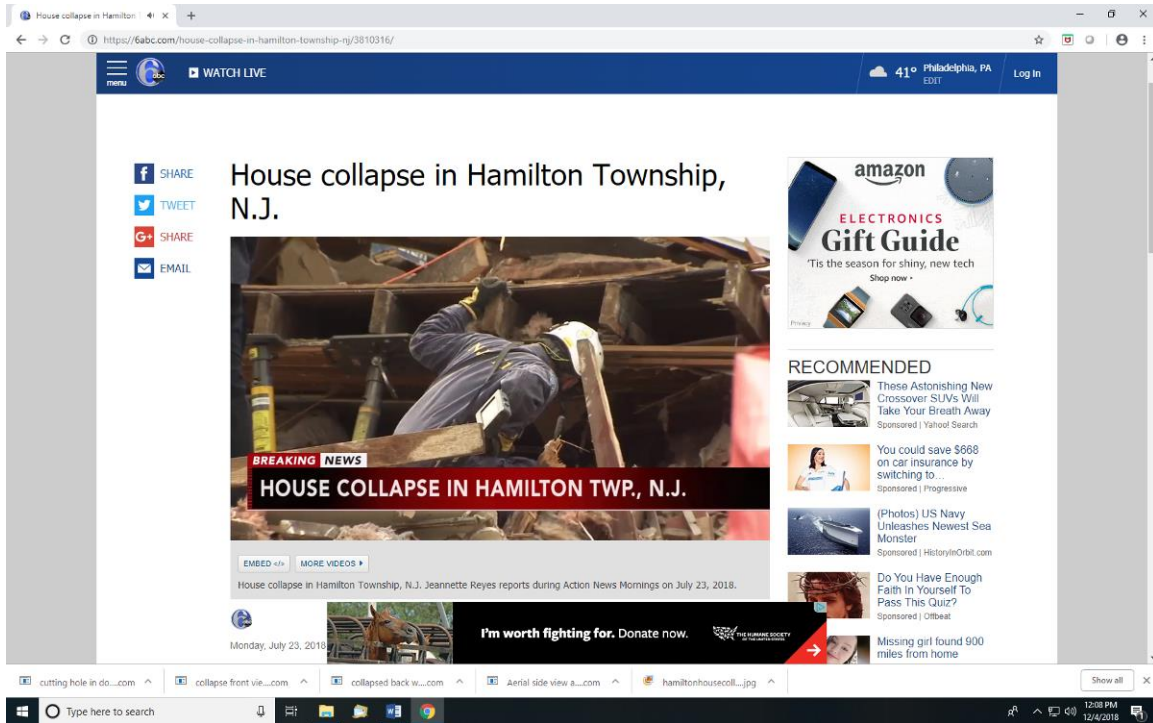 House collapse in Hamilton
https://6abc.com/house-collapse-in-hamilton-township-nj/3810316/
menu
abc
WATCH LIVE
41° Philadelphia, PA
EDIT
Log In
SHARE
TWEET
G+ SHARE
EMAIL
House collapse in Hamilton Township,
N.J.
BREAKING NEWS
HOUSE COLLAPSE IN HAMILTON TWP., N.J.
EMBED </>
MORE VIDEOS
House collapse in Hamilton Township, N.J. Jeannette Reyes reports during Action News Mornings on July 23, 2018.
Monday, July 23, 2018
amazon
ELECTRONICS
Gift Guide
'Tis the season for shiny, new tech
Shop now
Privacy
RECOMMENDED
These Astonishing New
Crossover SUVs Will
Take Your Breath Away
Sponsored | Yahoo! Search
You could save $668
on car insurance by
switching to…
Sponsored | Progressive
(Photos) US Navy
Unleashes Newest Sea
Monster
Sponsored | HistoryInOrbit.com
Do You Have Enough
Faith In Yourself To
Pass This Quiz?
Sponsored | Offbeat
Missing girl found 900
miles from home
I'm worth fighting for. Donate now.
THE HUMANE SOCIETY
OF THE UNITED STATES
cutting hole in do....com
collapse front vie....com
collapsed back w....com
Aerial side view a....com
hamiltonhousecoll....jpg
Show all
Type here to search
12:08 PM
12/4/2018